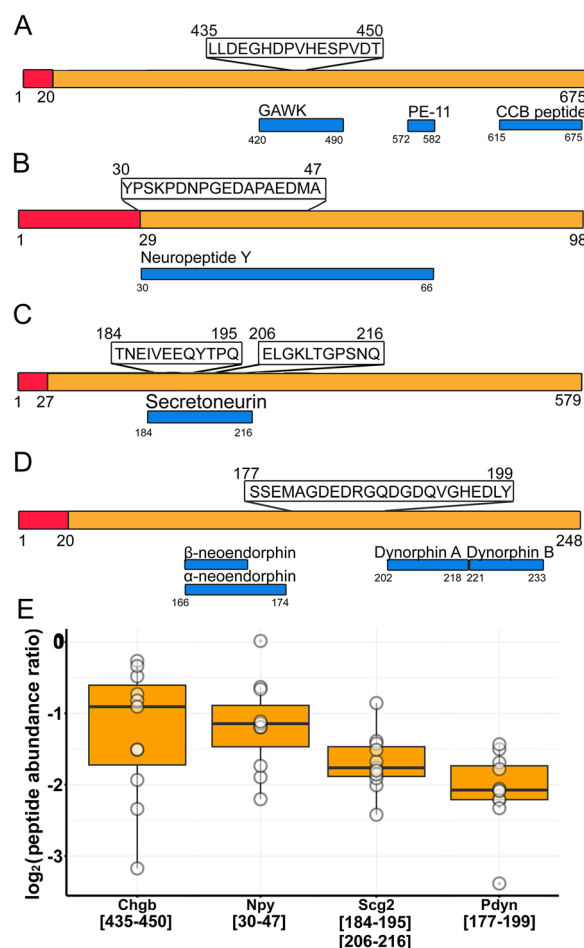 A
435 450
LLDEGHDPVHESPVDT
1 20 675
GAWK PE-11 CCB peptide
420 490 572 582 615 675
B
30 47
YPSKPDNPGEDAPAEDMA
1 29 98
Neuropeptide Y
30 66
C
184 195 206 216
TNEIVEEQYTPQ ELGKLTGPSNQ
1 27 579
Secretoneurin
184 216
D
177 199
SSEMAGDEDRGQDGDQVGHEDLY
1 20 248
β-neoendorphin Dynorphin A Dynorphin B
α-neoendorphin 202 218 221 233
166 174
E
log₂(peptide abundance ratio)
0
-1
-2
-3
Chgb Npy Scg2 Pdyn
[435-450] [30-47] [184-195] [177-199]
[206-216]